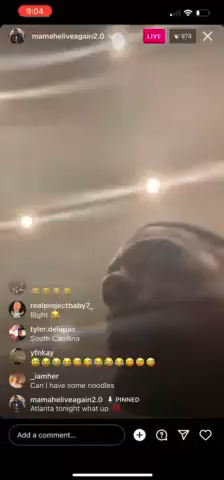 9:04
mamaheliveagain2.0
LIVE
974
realprojectbaby7_
Right 😂
tyler.delapaz
South Carolina
yfnkay
_iamher
Can I have some noodles
mamaheliveagain2.0 PINNED
Atlanta tonight what up ‼️
Add a comment...